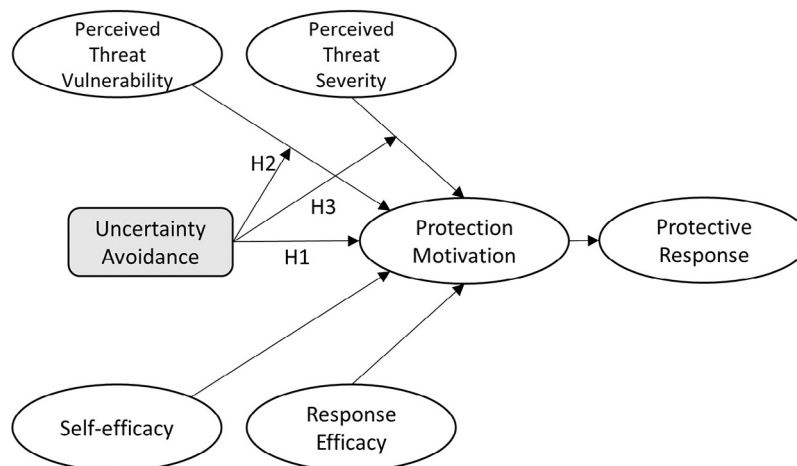 Perceived
Threat
Vulnerability
Perceived
Threat
Severity
H2
H3
Uncertainty
Avoidance
H1
Protection
Motivation
Protective
Response
Self-efficacy
Response
Efficacy